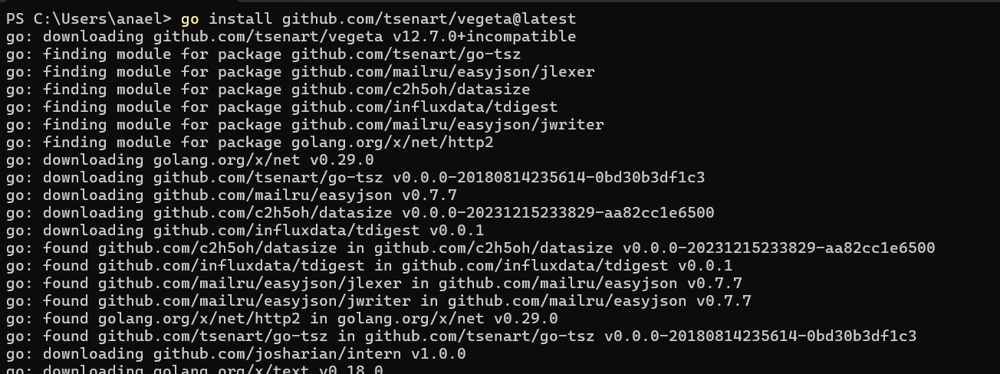 PS C:\Users\anael> go install github.com/tsenart/vegeta@latest
go: downloading github.com/tsenart/vegeta v12.7.0+incompatible
go: finding module for package github.com/tsenart/go-tsz
go: finding module for package github.com/mailru/easyjson/jlexer
go: finding module for package github.com/c2h5oh/datasize
go: finding module for package github.com/influxdata/tdigest
go: finding module for package github.com/mailru/easyjson/jwriter
go: finding module for package golang.org/x/net/http2
go: downloading golang.org/x/net v0.29.0
go: downloading github.com/tsenart/go-tsz v0.0.0-20180814235614-0bd30b3df1c3
go: downloading github.com/mailru/easyjson v0.7.7
go: downloading github.com/c2h5oh/datasize v0.0.0-20231215233829-aa82cc1e6500
go: downloading github.com/influxdata/tdigest v0.0.1
go: found github.com/c2h5oh/datasize in github.com/c2h5oh/datasize v0.0.0-20231215233829-aa82cc1e6500
go: found github.com/influxdata/tdigest in github.com/influxdata/tdigest v0.0.1
go: found github.com/mailru/easyjson/jlexer in github.com/mailru/easyjson v0.7.7
go: found github.com/mailru/easyjson/jwriter in github.com/mailru/easyjson v0.7.7
go: found golang.org/x/net/http2 in golang.org/x/net v0.29.0
go: found github.com/tsenart/go-tsz in github.com/tsenart/go-tsz v0.0.0-20180814235614-0bd30b3df1c3
go: downloading github.com/josharian/intern v1.0.0
go: downloading golang.org/x/text v0.18.0